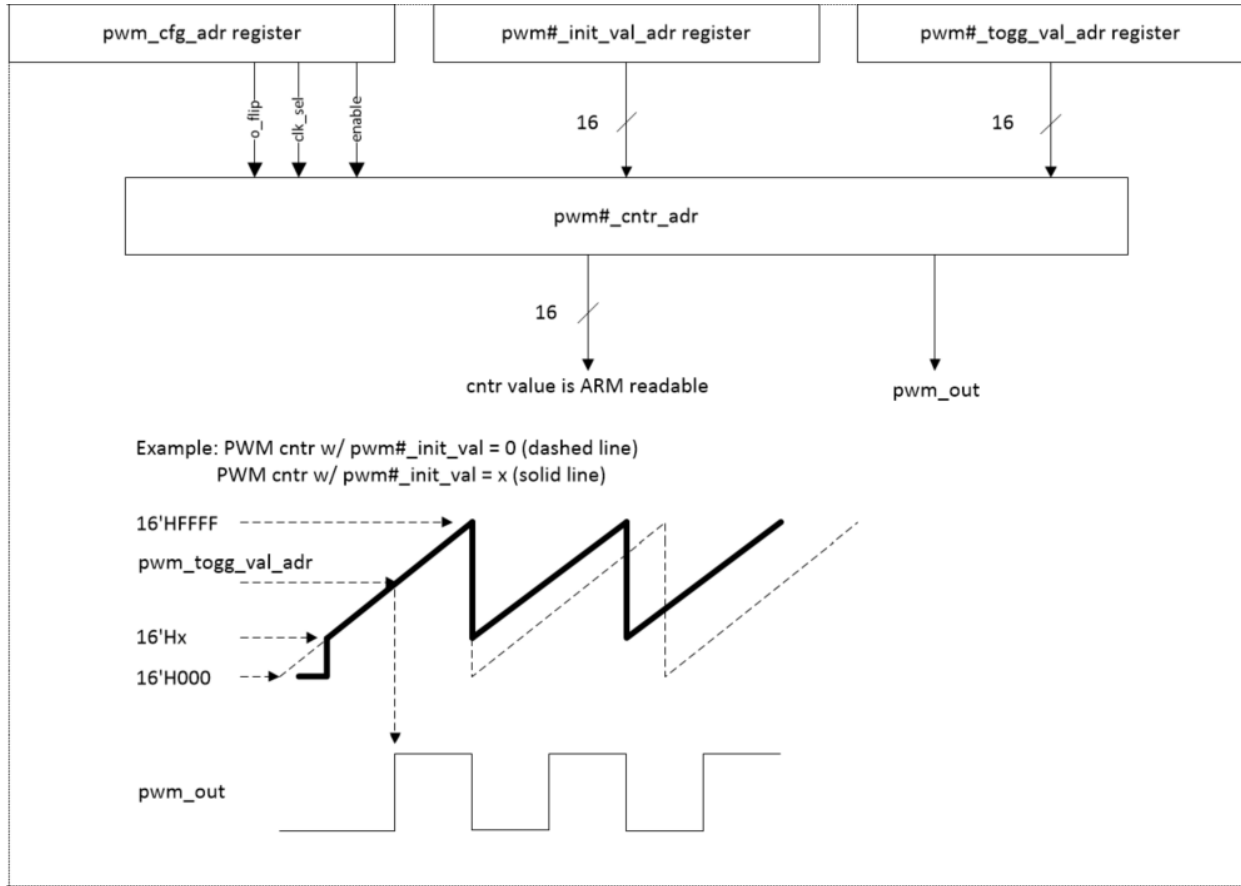 pwm_cfg_adr register
pwm#_init_val_adr register
pwm#_togg_val_adr register
o_flip
clk_sel
enable
16
16
pwm#_cntr_adr
16
cntr value is ARM readable
pwm_out
Example: PWM cntr w/ pwm#_init_val = 0 (dashed line)
PWM cntr w/ pwm#_init_val = x (solid line)
16'HFFFF
pwm_togg_val_adr
16'Hx
16'H000
pwm_out